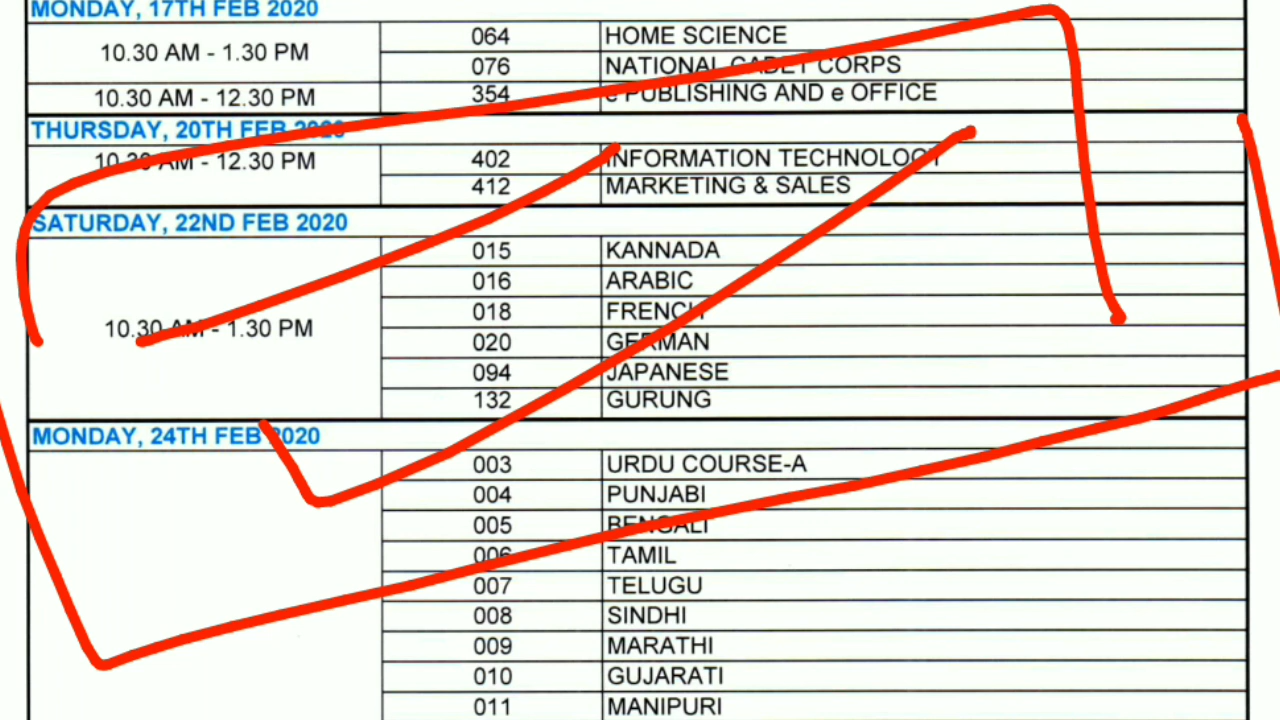 MONDAY, 17TH FEB 2020
10.30 AM - 1.30 PM
064 HOME SCIENCE
076 NATIONAL CADET CORPS
10.30 AM - 12.30 PM
354 e PUBLISHING AND e OFFICE
THURSDAY, 20TH FEB 2020
10.30 AM - 12.30 PM
402 INFORMATION TECHNOLOGY
412 MARKETING & SALES
SATURDAY, 22ND FEB 2020
10.30 AM - 1.30 PM
015 KANNADA
016 ARABIC
018 FRENCH
020 GERMAN
094 JAPANESE
132 GURUNG
MONDAY, 24TH FEB 2020
003 URDU COURSE-A
004 PUNJABI
005 BENGALI
006 TAMIL
007 TELUGU
008 SINDHI
009 MARATHI
010 GUJARATI
011 MANIPURI